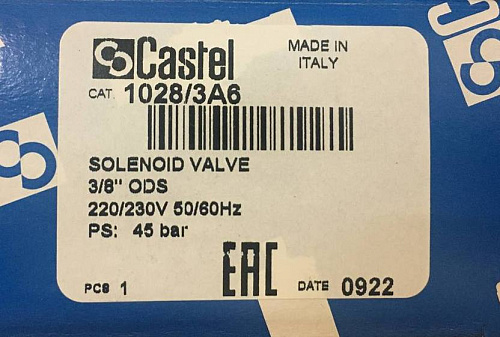 Castel
MADE IN
ITALY
CAT. 1028/3A6
SOLENOID VALVE
3/8" ODS
220/230V 50/60Hz
PS: 45 bar
EAC
PCS 1
DATE 0922